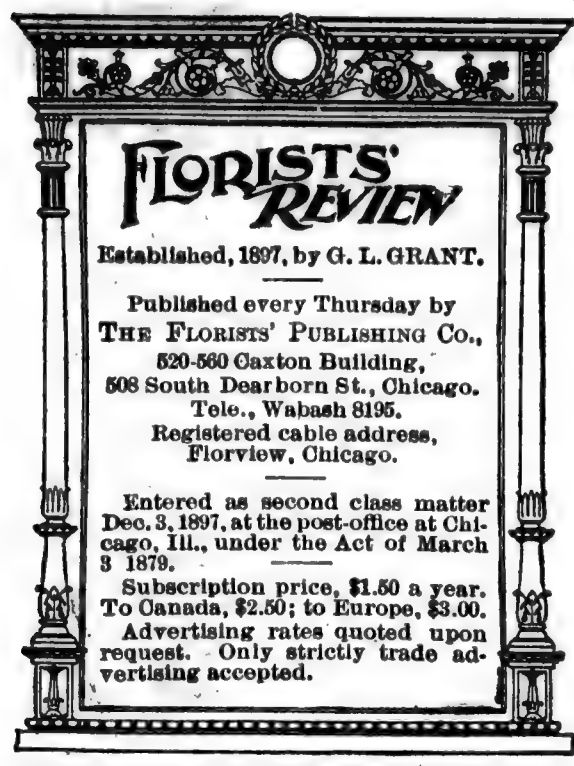 FLORISTS'
REVIEW
Established, 1897, by G. L. GRANT.
Published every Thursday by
THE FLORISTS' PUBLISHING CO.,
520-560 Caxton Building,
508 South Dearborn St., Chicago.
Tele., Wabash 8195.
Registered cable address,
Florview, Chicago.
Entered as second class matter
Dec. 3, 1897, at the post-office at Chi-
cago, Ill., under the Act of March
3 1879.
Subscription price, $1.50 a year.
To Canada, $2.50; to Europe, $3.00.
Advertising rates quoted upon
request. Only strictly trade ad-
vertising accepted.